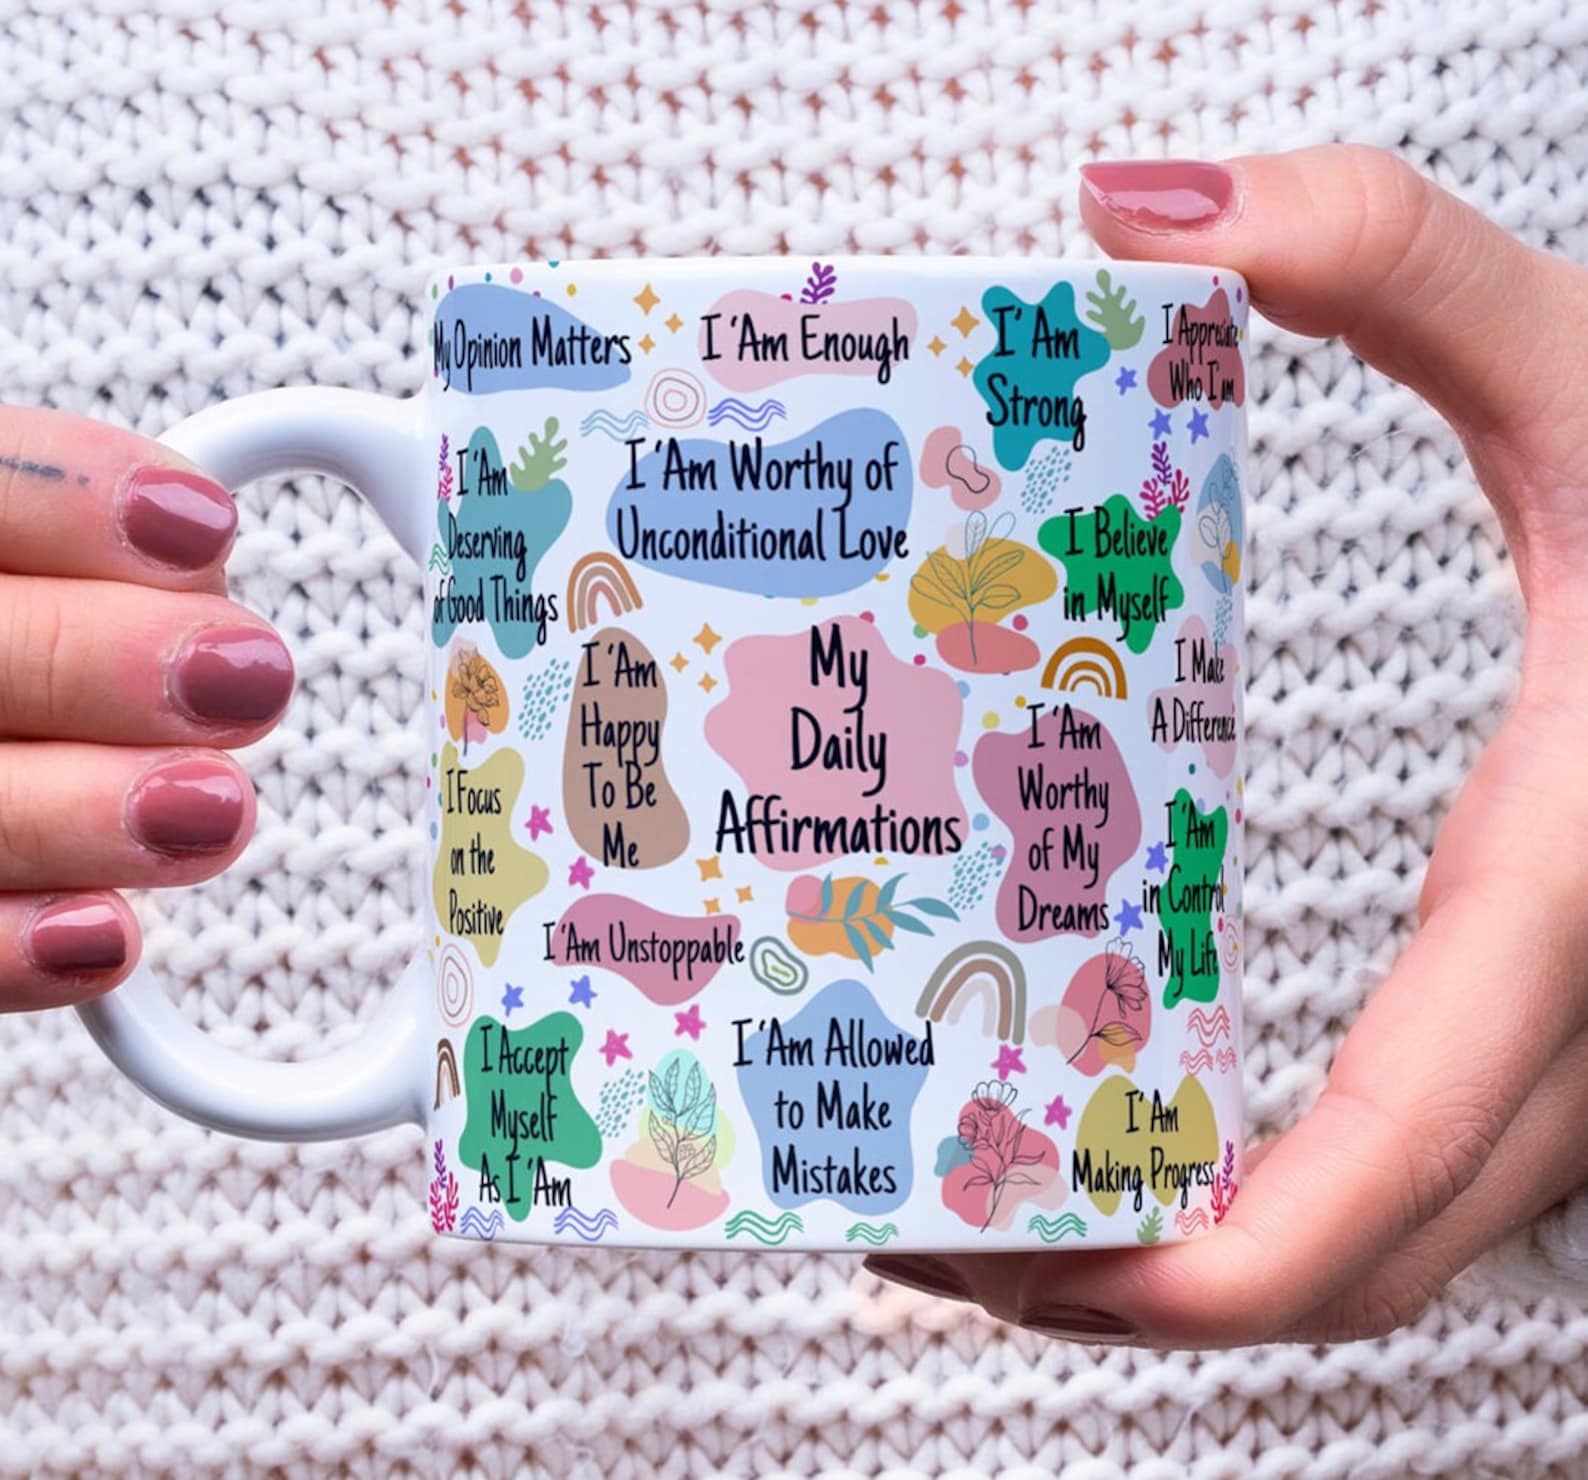 My Opinion Matters
I 'Am Enough
I' Am
Strong
I Appreciate
Who I'am
I 'Am
Deserving
of Good Things
I 'Am Worthy of
Unconditional Love
I Believe
in Myself
I 'Am
Happy
To Be
Me
My
Daily
Affirmations
I 'Am
Worthy
of My
Dreams
I Make
A Difference
I Focus
on the
Positive
I 'Am Unstoppable
I 'Am
in Control
My Life
I Accept
Myself
As I 'Am
I 'Am Allowed
to Make
Mistakes
I' Am
Making Progress